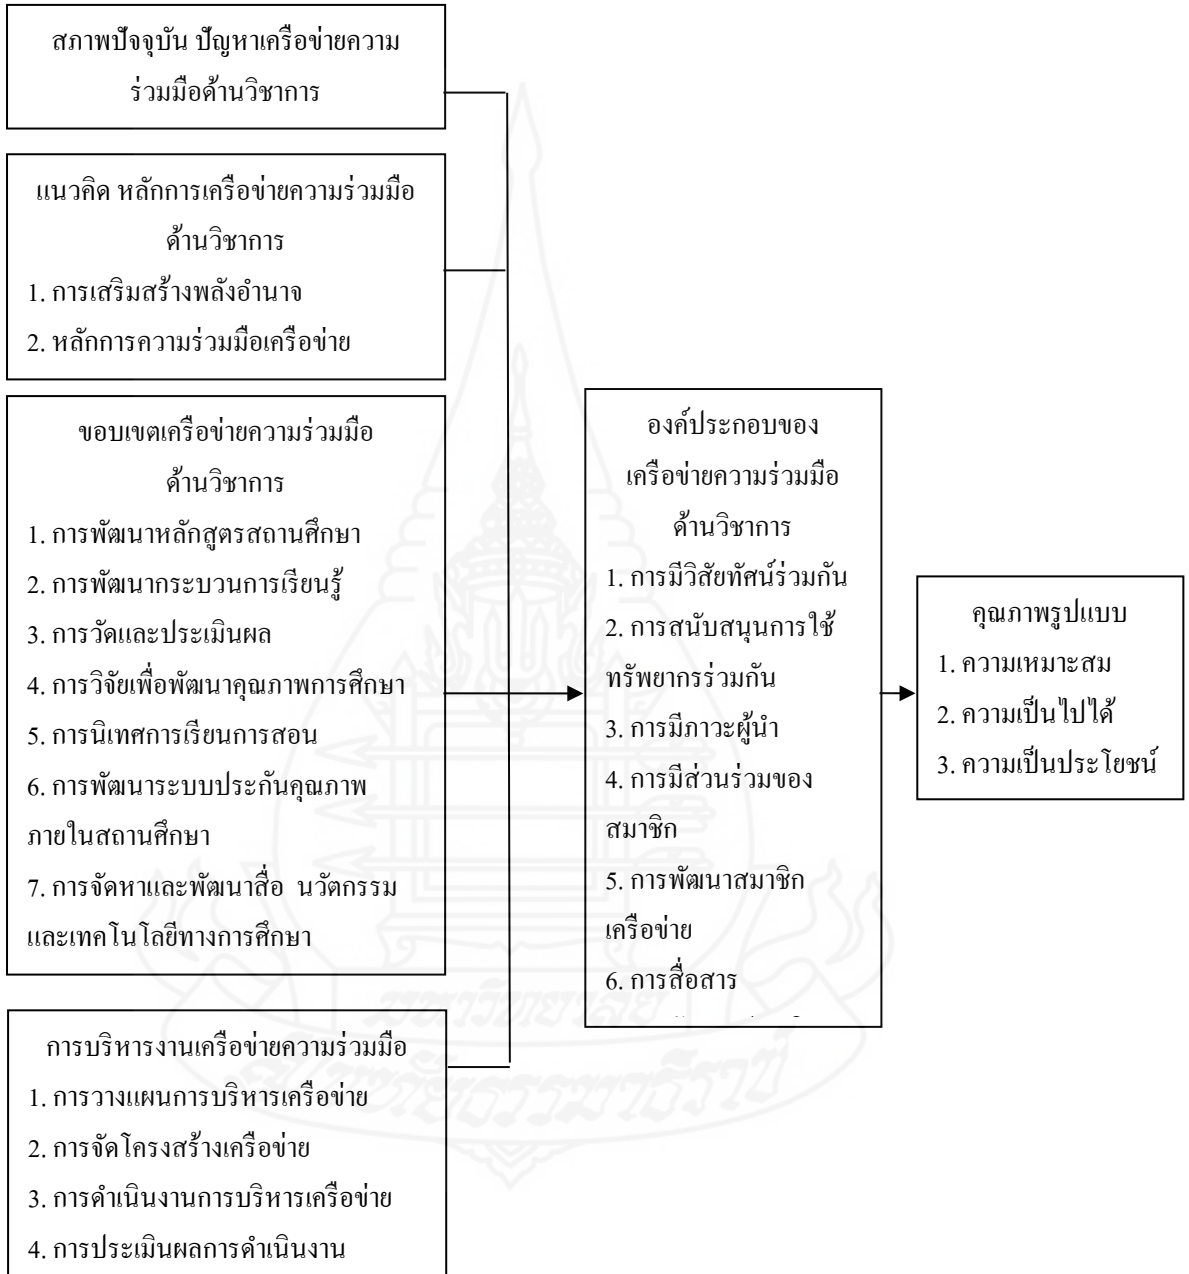 สภาพปัจจุบัน ปัญหาเครือข่ายความ
ร่วมมือด้านวิชาการ
แนวคิด หลักการเครือข่ายความร่วมมือ
ด้านวิชาการ
1. การเสริมสร้างพลังอำนาจ
2. หลักการความร่วมมือเครือข่าย
ขอบเขตเครือข่ายความร่วมมือ
ด้านวิชาการ
1. การพัฒนาหลักสูตรสถานศึกษา
2. การพัฒนากระบวนการเรียนรู้
3. การวัดและประเมินผล
4. การวิจัยเพื่อพัฒนาคุณภาพการศึกษา
5. การนิเทศการเรียนการสอน
6. การพัฒนาระบบประกันคุณภาพ
ภายในสถานศึกษา
7. การจัดหาและพัฒนาสื่อ นวัตกรรม
และเทคโนโลยีทางการศึกษา
การบริหารงานเครือข่ายความร่วมมือ
1. การวางแผนการบริหารเครือข่าย
2. การจัดโครงสร้างเครือข่าย
3. การดำเนินงานการบริหารเครือข่าย
4. การประเมินผลการดำเนินงาน
องค์ประกอบของ
เครือข่ายความร่วมมือ
ด้านวิชาการ
1. การมีวิสัยทัศน์ร่วมกัน
2. การสนับสนุนการใช้
ทรัพยากรร่วมกัน
3. การมีภาวะผู้นำ
4. การมีส่วนร่วมของ
สมาชิก
5. การพัฒนาสมาชิก
เครือข่าย
6. การสื่อสาร
คุณภาพรูปแบบ
1. ความเหมาะสม
2. ความเป็นไปได้
3. ความเป็นประโยชน์
มหาวิทยาลัย
สุโขทัยธรรมาธิราช